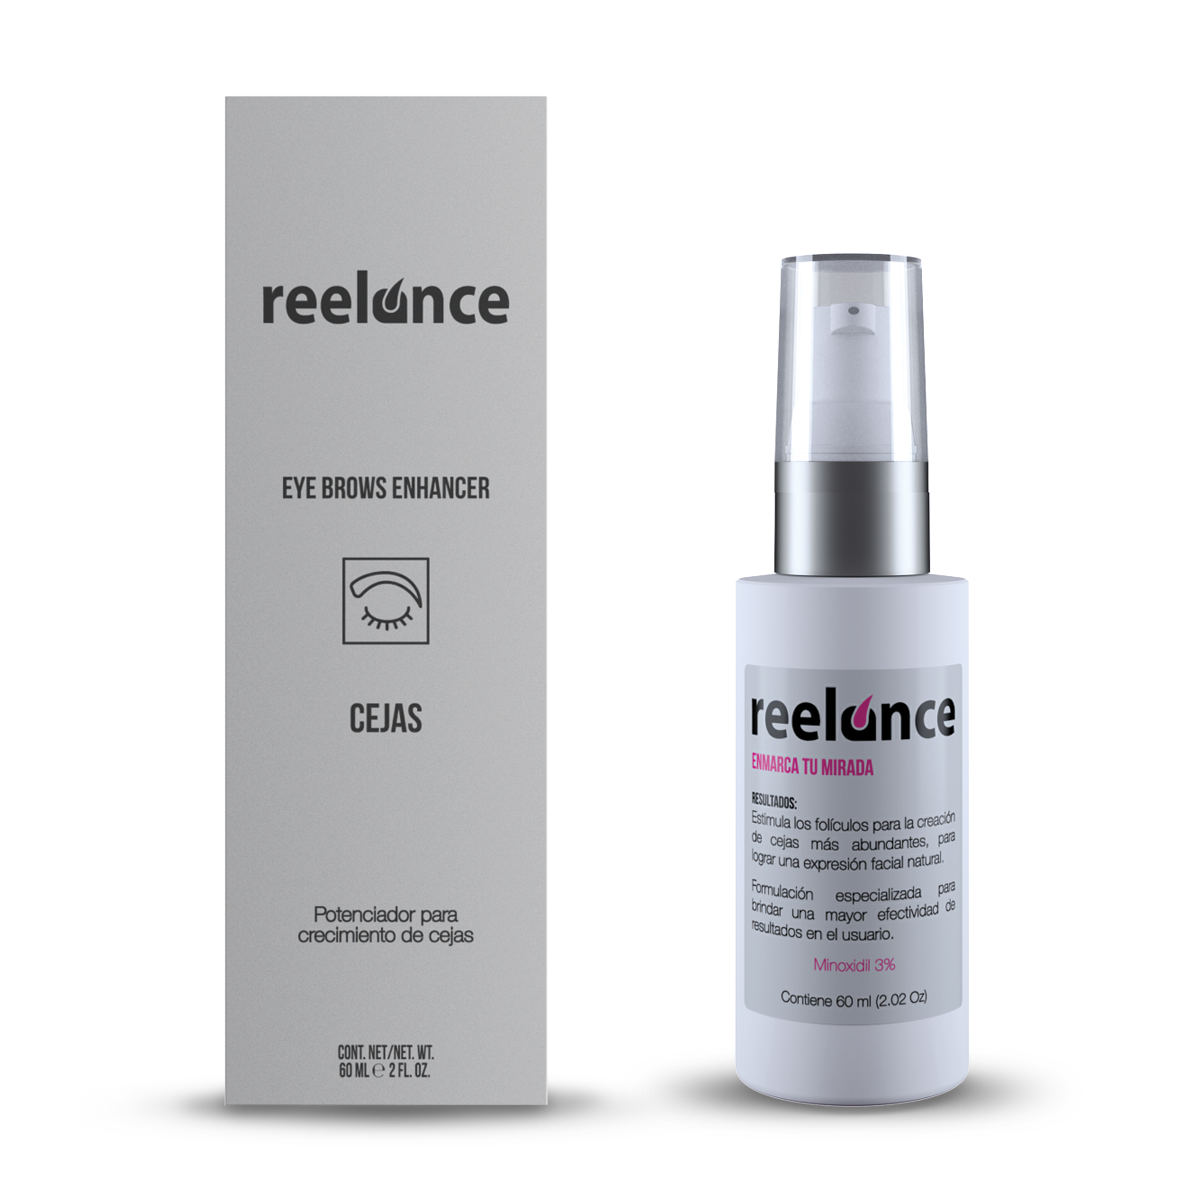 reelance
EYE BROWS ENHANCER
CEJAS
Potenciador para
crecimiento de cejas
CONT. NET/NET. WT.
60 ML ℮ 2 FL. OZ.
reelance
ENMARCA TU MIRADA
RESULTADOS:
Estimula los folículos para la creación
de cejas más abundantes, para
lograr una expresión facial natural.
Formulación especializada para
brindar una mayor efectividad de
resultados en el usuario.
Minoxidil 3%
Contiene 60 ml (2.02 Oz)